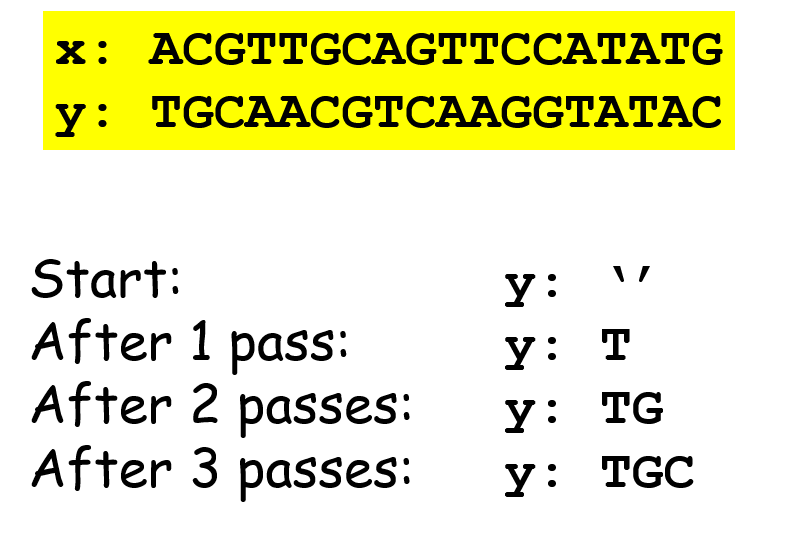 x: ACGTTGCAGTTCCATATG
y: TGCAACGTCAAGGTATAC
Start: y: ‘’
After 1 pass: y: T
After 2 passes: y: TG
After 3 passes: y: TGC